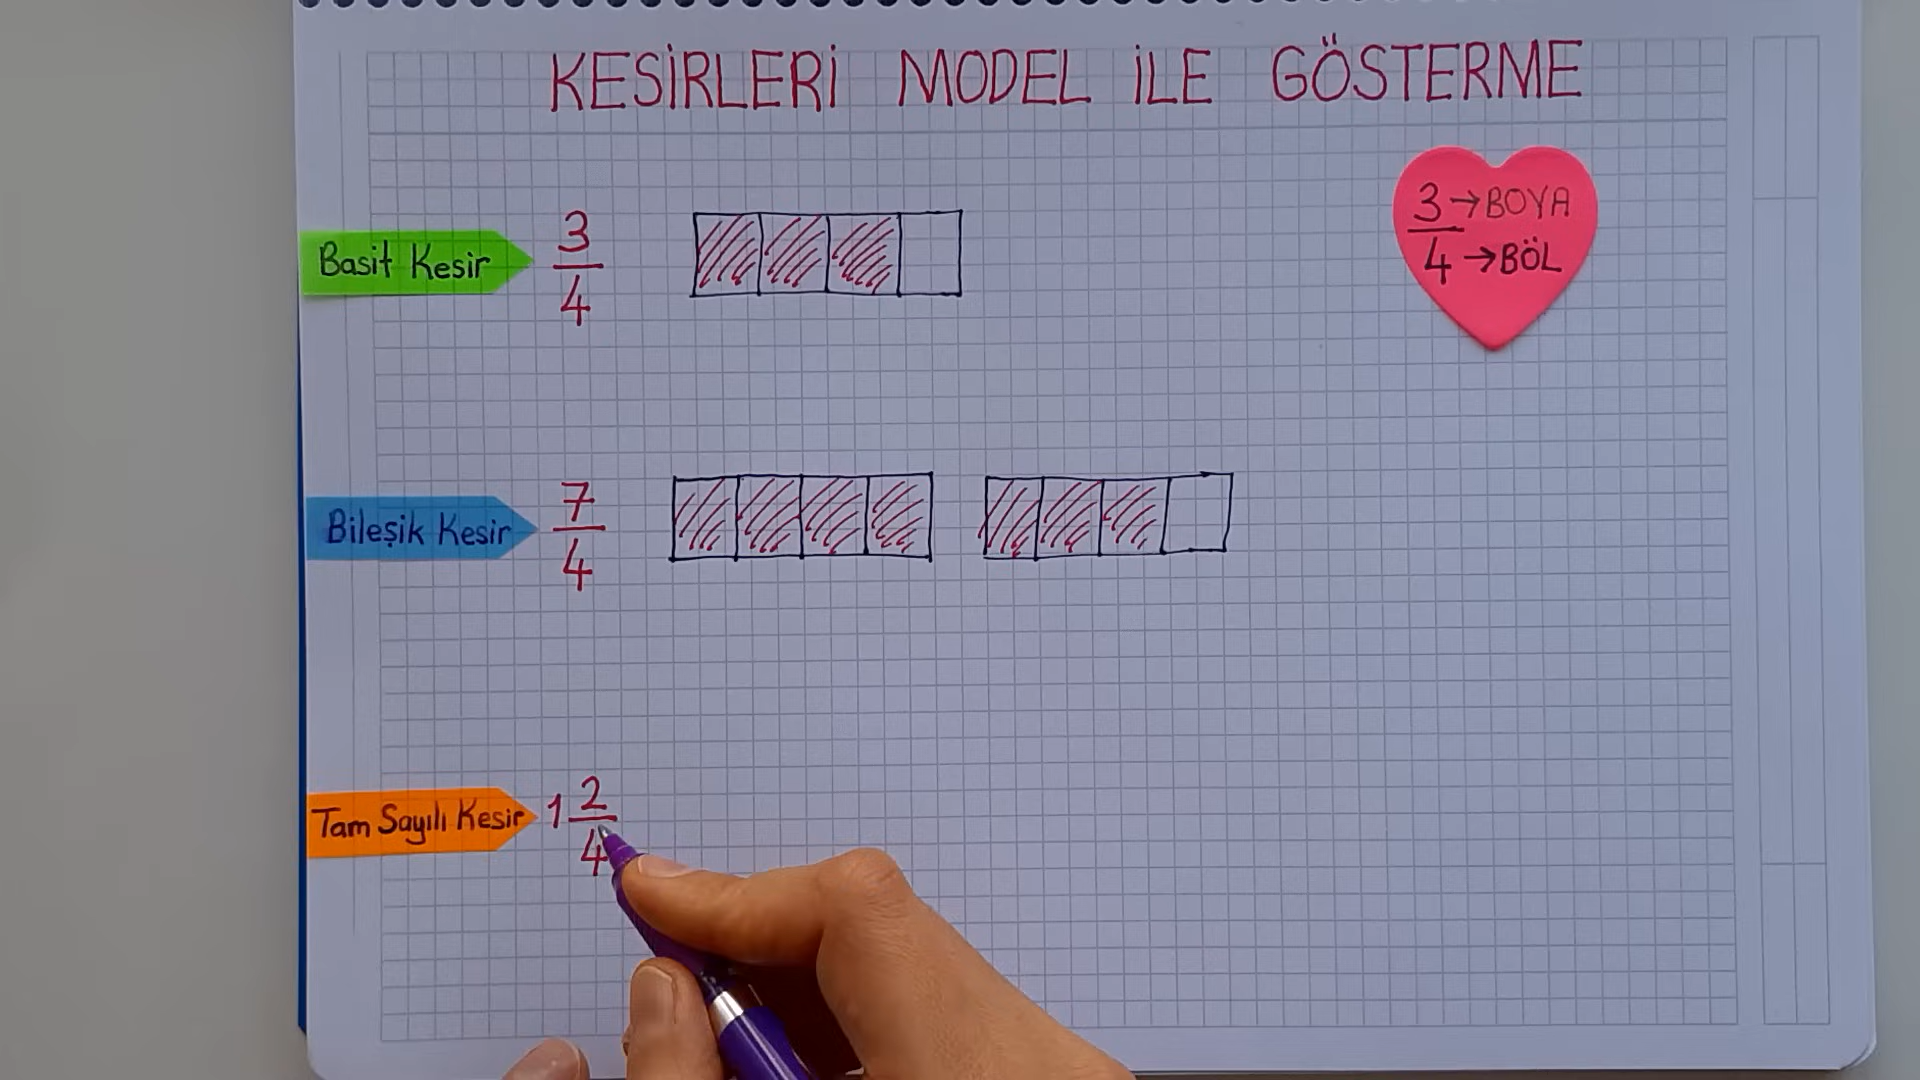 KESİRLERİ MODEL İLE GÖSTERME
3 → BOYA
4 → BÖL
Basit Kesir
3
4
Bileşik Kesir
7
4
Tam Sayılı Kesir
1 2
4